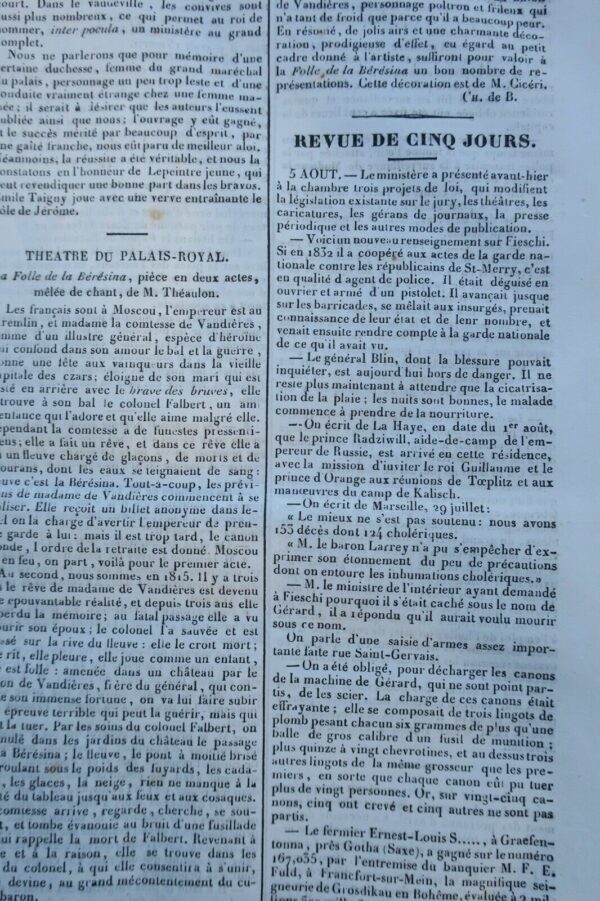 court. Dans le vaudeville, les convives sont
aussi peu nombreux, ce qui permet au roi de
nommer, inter pocula, un ministère au grand
complet.
Nous ne parlerons que pour mémoire d'une
certaine duchesse, femme du grand maréchal
du palais, personnage un peu trop leste et d'une
conduite vraiment étrange chez une femme ma-
riée; il serait à désirer que les auteurs l'eussent
oubliée ainsi que nous; l'ouvrage y eût gagné,
et le succès mérité par beaucoup d'esprit, par
une gaîté franche, nous eût paru de meilleur aloi.
Néanmoins, la réussite a été véritable, et nous la
constatons en l'honneur de Lepeintre jeune, qui
peut revendiquer une bonne part dans les bravos.
Emile Taigny joue avec une verve entraînante le
rôle de Jérôme.
THEATRE DU PALAIS-ROYAL.
La Folle de la Bérésina, pièce en deux actes,
mêlée de chant, de M. Théaulon.
Les français sont à Moscou, l'empereur est au
Kremlin, et madame la comtesse de Vandières,
femme d'un illustre général, espèce d'héroïne
qui confond dans son amour le bal et la guerre,
donne une fête aux vainqueurs dans la vieille
capitale des czars; éloignée de son mari qui est
resté en arrière avec le brave des braves, elle
retrouve à son bal le colonel Falbert, un ami
d'enfance qui l'adore et qu'elle aime malgré elle.
Cependant la comtesse a de funestes pressenti-
mens; elle a fait un rêve, et dans ce rêve elle a
vu un fleuve chargé de glaçons, de morts et de
mourans, dont les eaux se teignaient de sang:
ce fleuve c'est la Bérésina. Tout-à-coup, les prévi-
sions de madame de Vandières commencent à se
réaliser. Elle reçoit un billet anonyme dans le-
quel on la charge d'avertir l'empereur de pren-
dre garde à lui: mais il est trop tard, le canon
gronde, l'ordre de la retraite est donné. Moscou
est en feu, on part, voilà pour le premier acte.
Au second, nous sommes en 1815. Il y a trois
ans le rêve de madame de Vandières est devenu
une épouvantable réalité, et depuis trois ans elle
a perdu la mémoire; au fatal passage elle a vu
mourir son époux; le colonel l'a sauvée et est
passé sur la rive du fleuve: elle le croit mort;
elle rit, elle pleure, elle joue comme un enfant,
elle est folle: amenée dans un château par le
baron de Vandières, frère du général, qui con-
voite son immense fortune, on va lui faire subir
une épreuve terrible qui peut la guérir, mais qui
peut la tuer. Par les soins du colonel Falbert, on
a simulé dans les jardins du château le passage
de la Bérésina; le fleuve, le pont à moitié brisé
s'écroulant sous le poids des fuyards, les cada-
vres, les glaces, la neige, rien ne manque à la
vérité du tableau jusqu'aux feux et aux cosaques.
La comtesse arrive, regarde, cherche, se sou-
vient, et tombe évanouie au bruit d'une fusillade
qui lui rappelle la mort de Falbert. Revenant à
elle et à la raison, elle se trouve dans les
bras du colonel, à qui elle consentira à s'unir,
on le devine, au grand mécontentement du cu-
baron.
de Vandières, personnage poltron et frileux qui
n'a tant de froid que parce qu'il a beaucoup peur.
En résumé, de jolis airs et une charmante déco-
ration, prodigieuse d'effet, eu égard au petit
cadre donné à l'artiste, suffiront pour valoir à
la Folle de la Bérésina un bon nombre de re-
présentations. Cette décoration est de M. Cicéri.
CH. de B.
REVUE DE CINQ JOURS.
5 AOUT. — Le ministère a présenté avant-hier
à la chambre trois projets de loi, qui modifient
la législation existante sur le jury, les théâtres, les
caricatures, les gérans de journaux, la presse
périodique et les autres modes de publication.
— Voici un nouveau renseignement sur Fieschi.
Si en 1832 il a coopéré aux actes de la garde na-
tionale contre les républicains de St-Merry, c'est
en qualité d'agent de police. Il était déguisé en
ouvrier et armé d'un pistolet. Il avançait jusque
sur les barricades, se mêlait aux insurgés, prenait
connaissance de leur état et de leur nombre, et
venait ensuite rendre compte à la garde nationale
de ce qu'il avait vu.
— Le général Blin, dont la blessure pouvait
inquiéter, est aujourd'hui hors de danger. Il ne
reste plus maintenant à attendre que la cicatrisa-
tion de la plaie; les nuits sont bonnes, le malade
commence à prendre de la nourriture.
— On écrit de La Haye, en date du 1er août,
que le prince Radziwill, aide-de-camp de l'em-
pereur de Russie, est arrivé en cette résidence,
avec la mission d'inviter le roi Guillaume et le
prince d'Orange aux réunions de Tœplitz et aux
manœuvres du camp de Kalisch.
— On écrit de Marseille, 29 juillet:
« Le mieux ne s'est pas soutenu: nous avons
153 décès dont 124 cholériques.
« M. le baron Larrey n'a pu s'empêcher d'ex-
primer son étonnement du peu de précautions
dont on entoure les inhumations cholériques.»
— M. le ministre de l'intérieur ayant demandé
à Fieschi pourquoi il s'était caché sous le nom de
Gérard, il a répondu qu'il aurait voulu mourir
sous ce nom.
On parle d'une saisie d'armes assez impor-
tante faite rue Saint-Gervais.
— On a été obligé, pour décharger les canons
de la machine de Gérard, qui ne sont point par-
tis, de les scier. La charge de ces canons était
effrayante; elle se composait de trois lingots de
plomb pesant chacun six grammes de plus qu'une
balle de gros calibre d'un fusil de munition;
plus quinze à vingt chevrotines, et au dessus trois
autres lingots de la même grosseur que les pre-
miers, en sorte que chaque canon eût pu tuer
plus de vingt personnes. Or, sur vingt-cinq ca-
nons, cinq ont crevé et cinq autres ne sont pas
partis.
— Le fermier Ernest-Louis S....., à Graefen-
tonna, près Gotha (Saxe), a gagné sur le numéro
167,035, par l'entremise du banquier M. F. E.
Fuld, à Francfort-sur-Mein, la magnifique sei-
gneurie de Grosdikau en Bohême, évaluée à 2 mil-